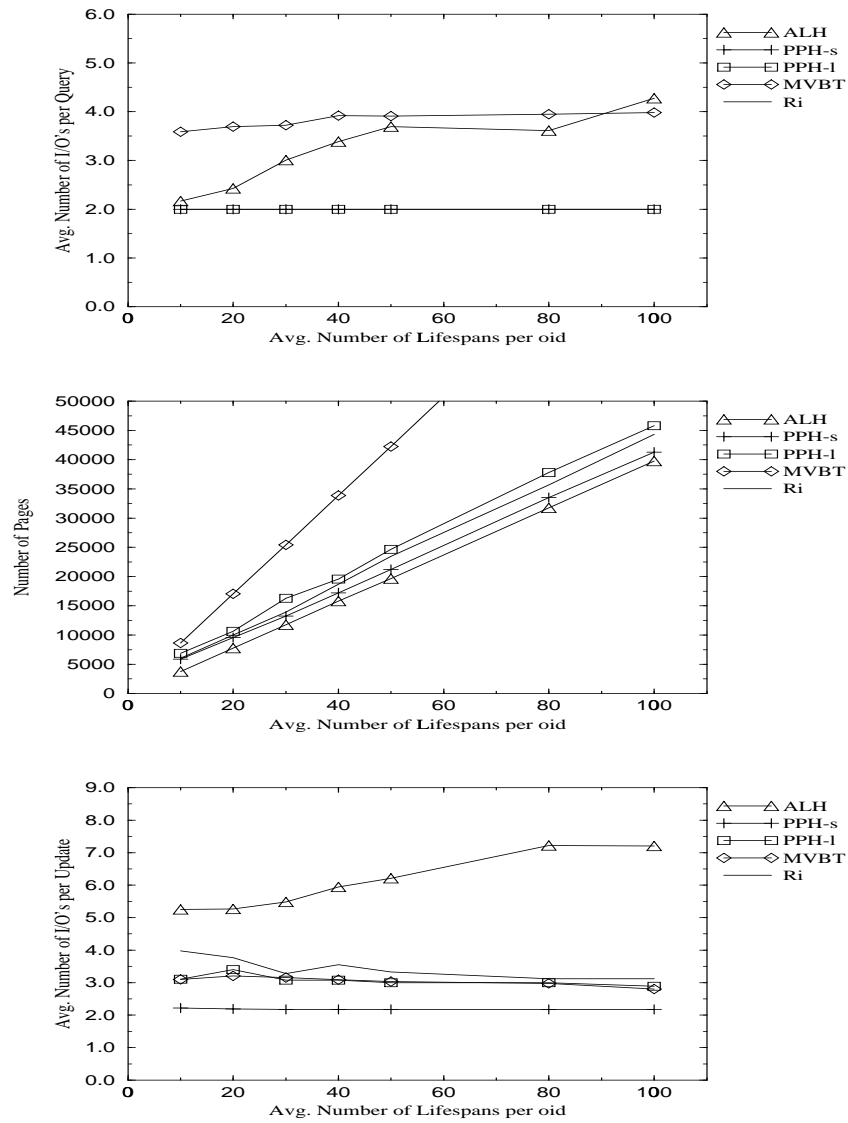 6.0
5.0
4.0
3.0
2.0
1.0
0.0
Avg. Number of I/O's per Query
0 20 40 60 80 100
Avg. Number of Lifespans per oid
ALH
PPH-s
PPH-l
MVBT
Ri
50000
45000
40000
35000
30000
25000
20000
15000
10000
5000
0
Number of Pages
0 20 40 60 80 100
Avg. Number of Lifespans per oid
ALH
PPH-s
PPH-l
MVBT
Ri
9.0
8.0
7.0
6.0
5.0
4.0
3.0
2.0
1.0
0.0
Avg. Number of I/O's per Update
0 20 40 60 80 100
Avg. Number of Lifespans per oid
ALH
PPH-s
PPH-l
MVBT
Ri